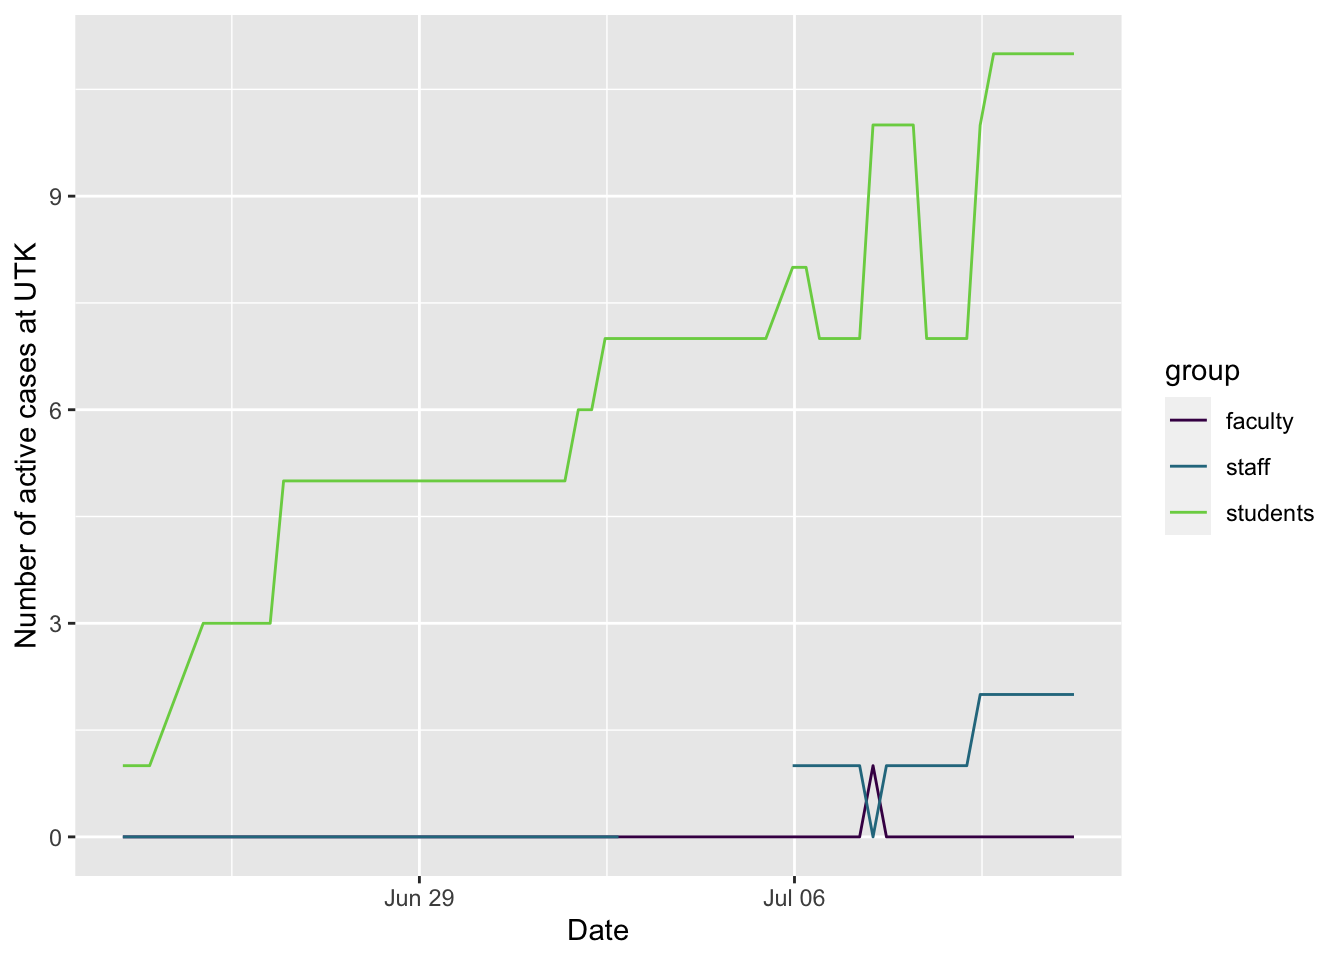 Number of active cases at UTK
9
6
3
0
Jun 29
Jul 06
Date
group
faculty
staff
students